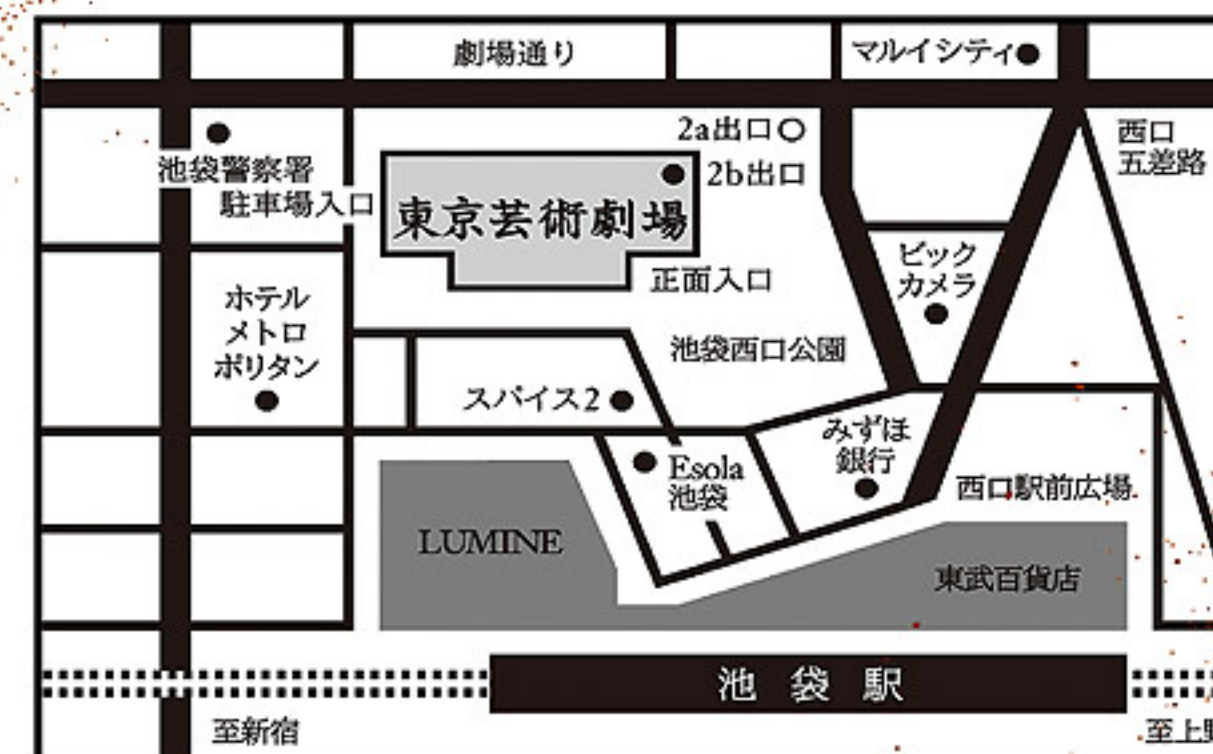 劇場通り
マルイシティ
2a出口
西口
五差路
池袋警察署
2b出口
駐車場入口
東京芸術劇場
正面入口
ビック
カメラ
ホテル
メトロ
ポリタン
池袋西口公園
スパイス2
みずほ
銀行
Esola
池袋
西口駅前広場
LUMINE
東武百貨店
池袋駅
至新宿
至上野